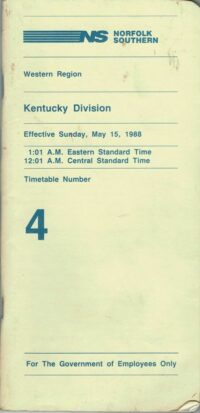 NS NORFOLK
SOUTHERN
Western Region
Kentucky Division
Effective Sunday, May 15, 1988
1:01 A.M. Eastern Standard Time
12:01 A.M. Central Standard Time
Timetable Number
4
For The Government of Employees Only